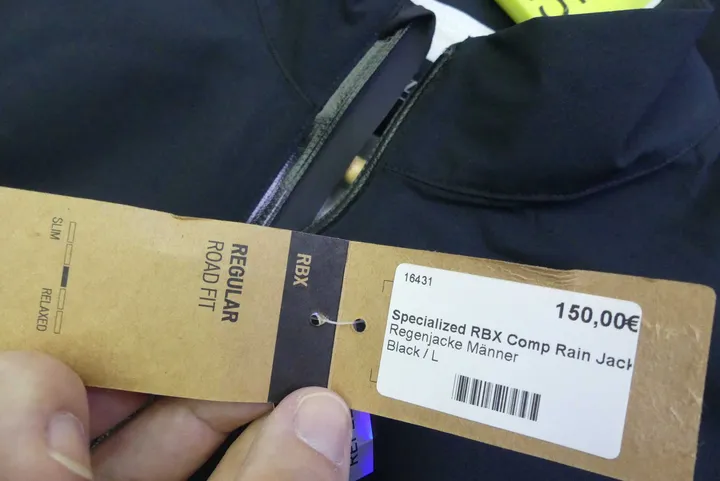 SLIM
RELAXED
REGULAR
ROAD FIT
RBX
16431
150,00€
Specialized RBX Comp Rain Jack
Regenjacke Männer
Black / L